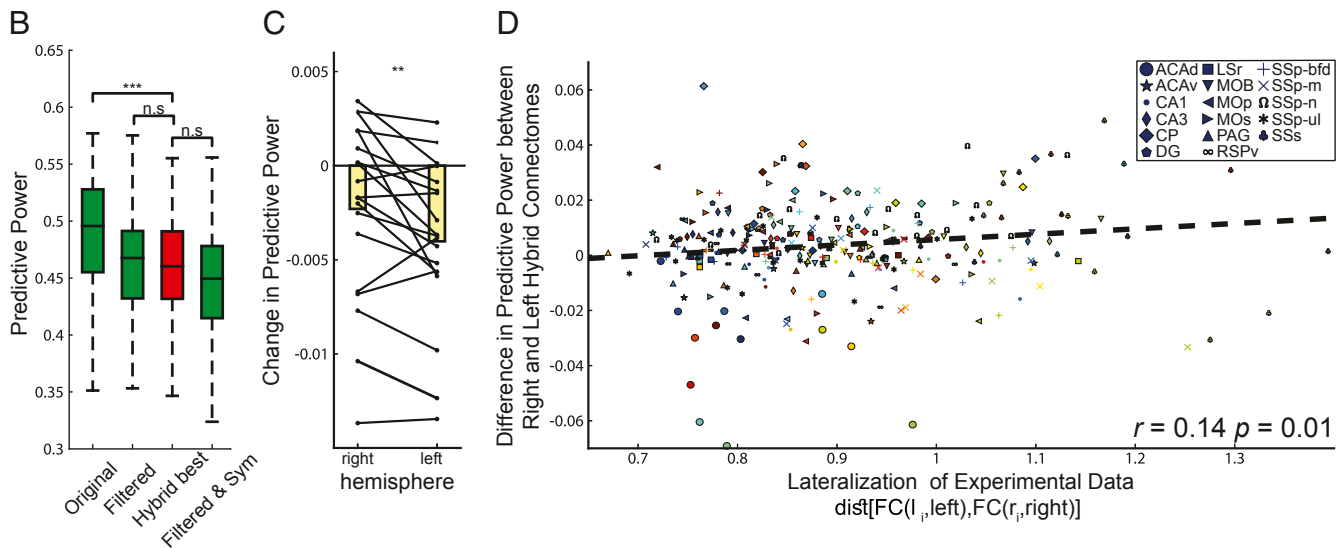 B
Predictive Power
0.65
0.6
0.55
0.5
0.45
0.4
0.35
0.3
***
n.s
n.s
Original
Filtered
Hybrid best
Filtered & Sym
C
Change in Predictive Power
0.005
0
-0.005
-0.01
**
right left
hemisphere
D
Difference in Predictive Power between
Right and Left Hybrid Connectomes
0.06
0.04
0.02
0
-0.02
-0.04
-0.06
ACAd LSr SSp-bfd
ACAv MOB SSp-m
CA1 MOp SSp-n
CA3 MOs SSp-ul
CP PAG SSs
DG RSPv
r = 0.14 p = 0.01
0.7 0.8 0.9 1 1.1 1.2 1.3
Lateralization of Experimental Data
dist[FC(l i,left),FC(ri,right)]